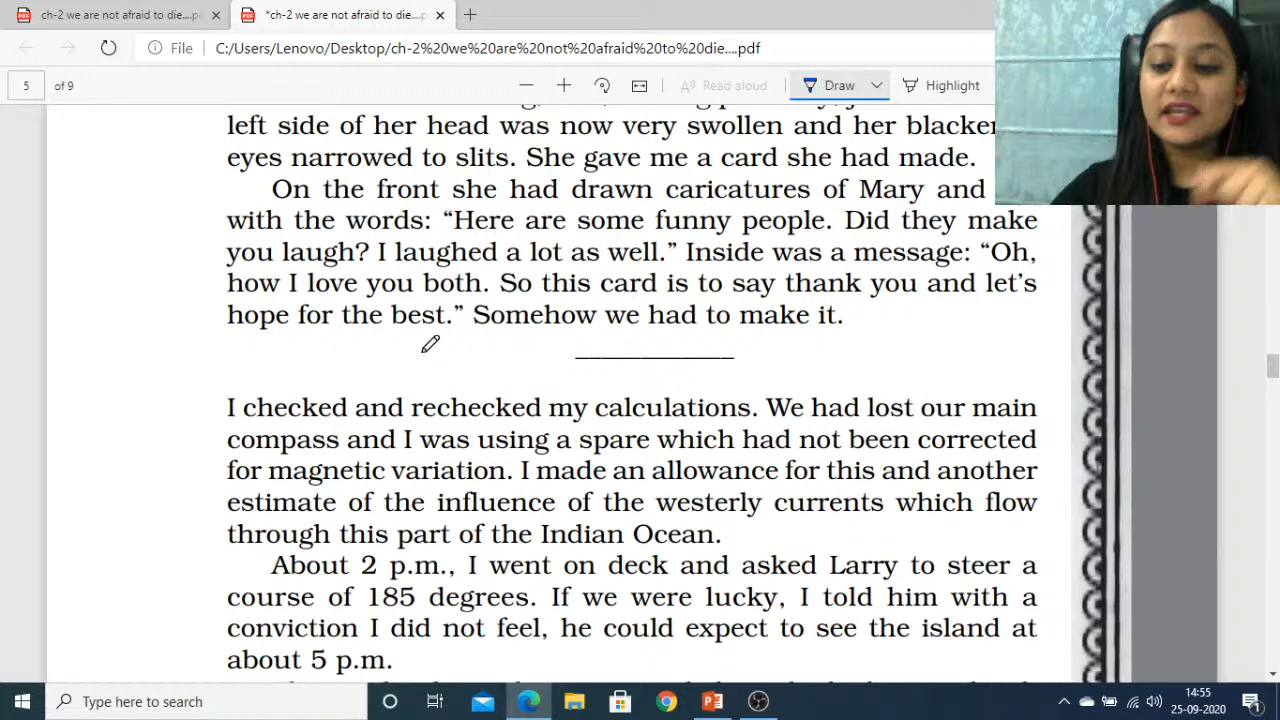 ch-2 we are not afraid to die....p
*ch-2 we are not afraid to die....p
File C:/Users/Lenovo/Desktop/ch-2%20we%20are%20not%20afraid%20to%20die....pdf
5 of 9 Read aloud Draw Highlight
left side of her head was now very swollen and her blacken
eyes narrowed to slits. She gave me a card she had made.
On the front she had drawn caricatures of Mary and
with the words: “Here are some funny people. Did they make
you laugh? I laughed a lot as well.” Inside was a message: “Oh,
how I love you both. So this card is to say thank you and let’s
hope for the best.” Somehow we had to make it.
I checked and rechecked my calculations. We had lost our main
compass and I was using a spare which had not been corrected
for magnetic variation. I made an allowance for this and another
estimate of the influence of the westerly currents which flow
through this part of the Indian Ocean.
About 2 p.m., I went on deck and asked Larry to steer a
course of 185 degrees. If we were lucky, I told him with a
conviction I did not feel, he could expect to see the island at
about 5 p.m.
Type here to search
14:55
25-09-2020